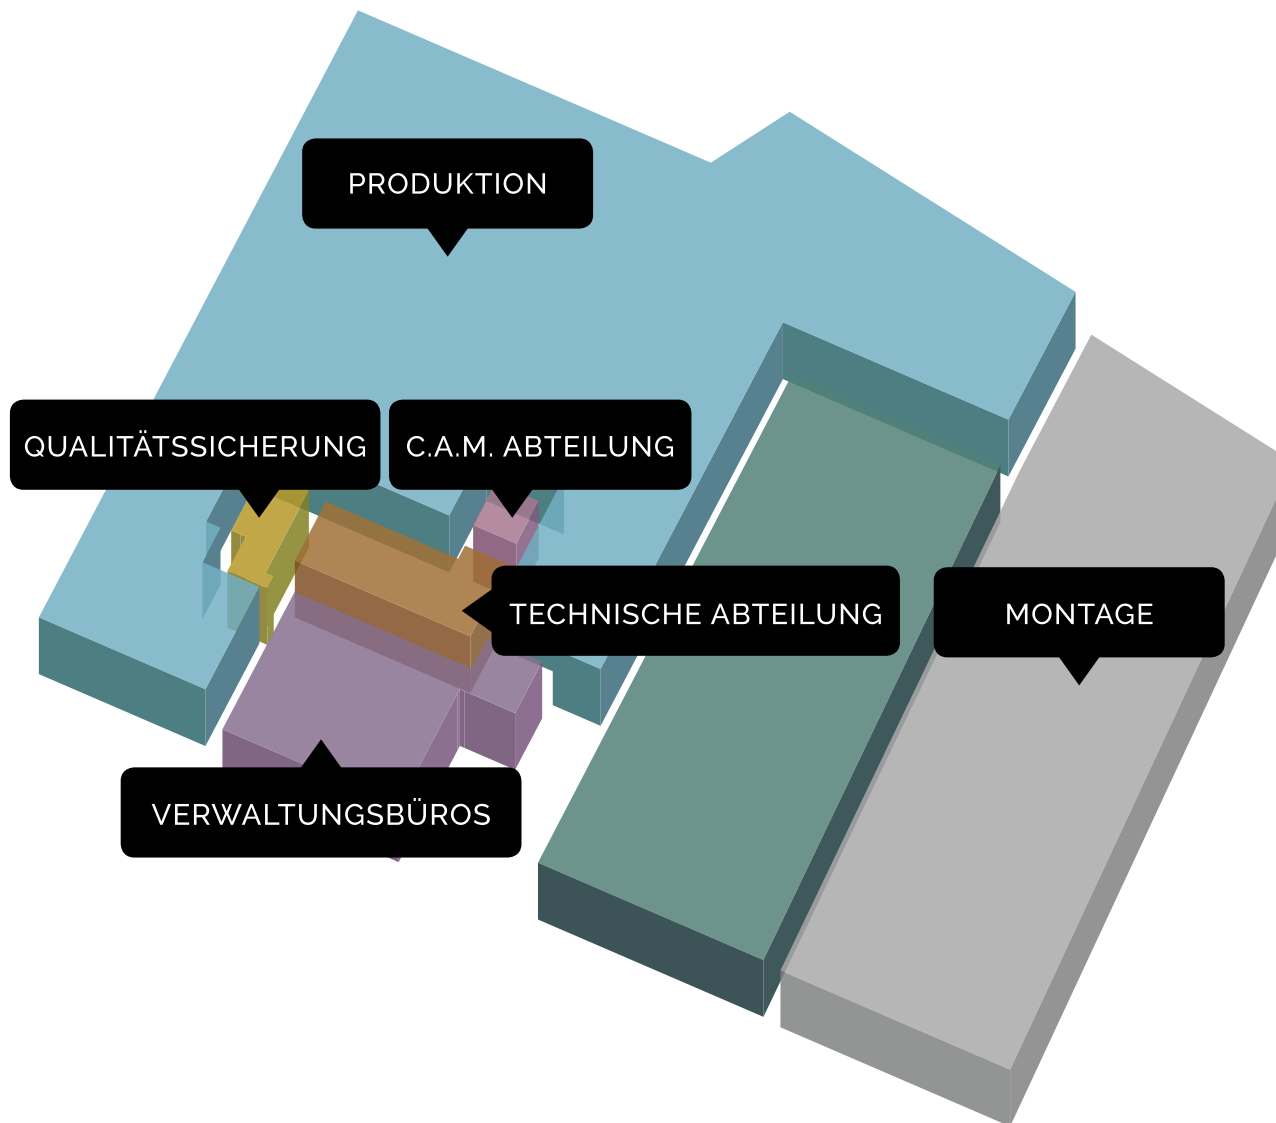 PRODUKTION
QUALITÄTSSICHERUNG
C.A.M. ABTEILUNG
TECHNISCHE ABTEILUNG
MONTAGE
VERWALTUNGSBÜROS